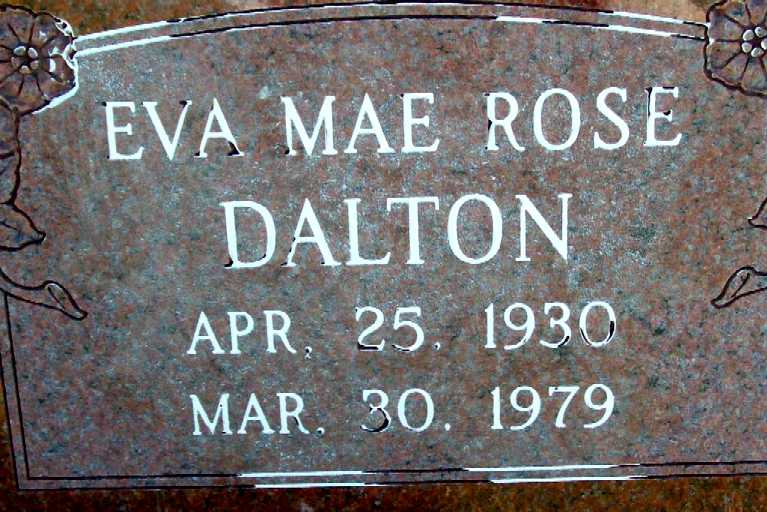 EVA MAE ROSE
DALTON
APR. 25. 1930
MAR. 30. 1979